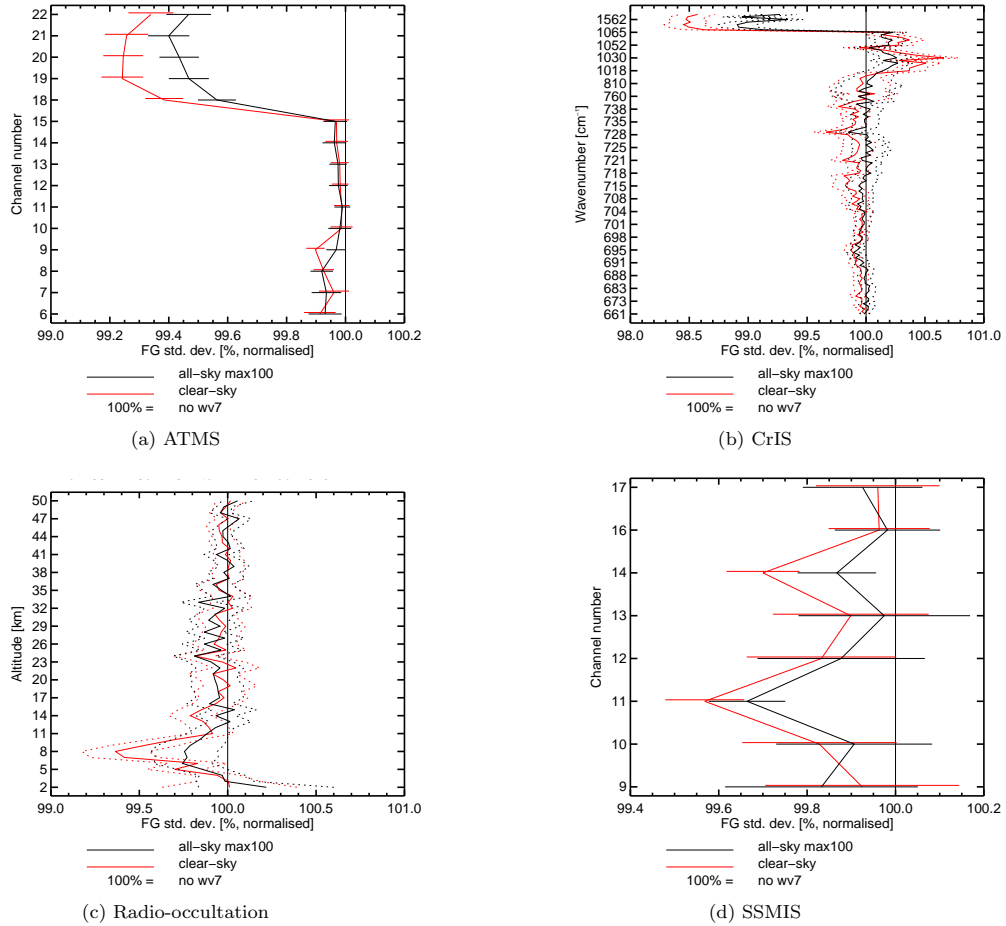 22
21
20
19
18
15
14
13
12
11
10
9
8
7
6
Channel number
99.0 99.2 99.4 99.6 99.8 100.0 100.2
FG std. dev. [%, normalised]
all−sky max100
clear−sky
100% = no wv7
(a) ATMS
1562
1065
1052
1030
1018
810
760
738
735
728
725
721
718
715
708
704
701
698
695
691
688
683
673
661
Wavenumber [cm⁻¹]
98.0 98.5 99.0 99.5 100.0 100.5 101.0
FG std. dev. [%, normalised]
all−sky max100
clear−sky
100% = no wv7
(b) CrIS
50
47
44
41
38
35
32
29
26
23
20
17
14
11
8
5
2
Altitude [km]
99.0 99.5 100.0 100.5 101.0
FG std. dev. [%, normalised]
all−sky max100
clear−sky
100% = no wv7
(c) Radio-occultation
17
16
14
13
12
11
10
9
Channel number
99.4 99.6 99.8 100.0 100.2
FG std. dev. [%, normalised]
all−sky max100
clear−sky
100% = no wv7
(d) SSMIS